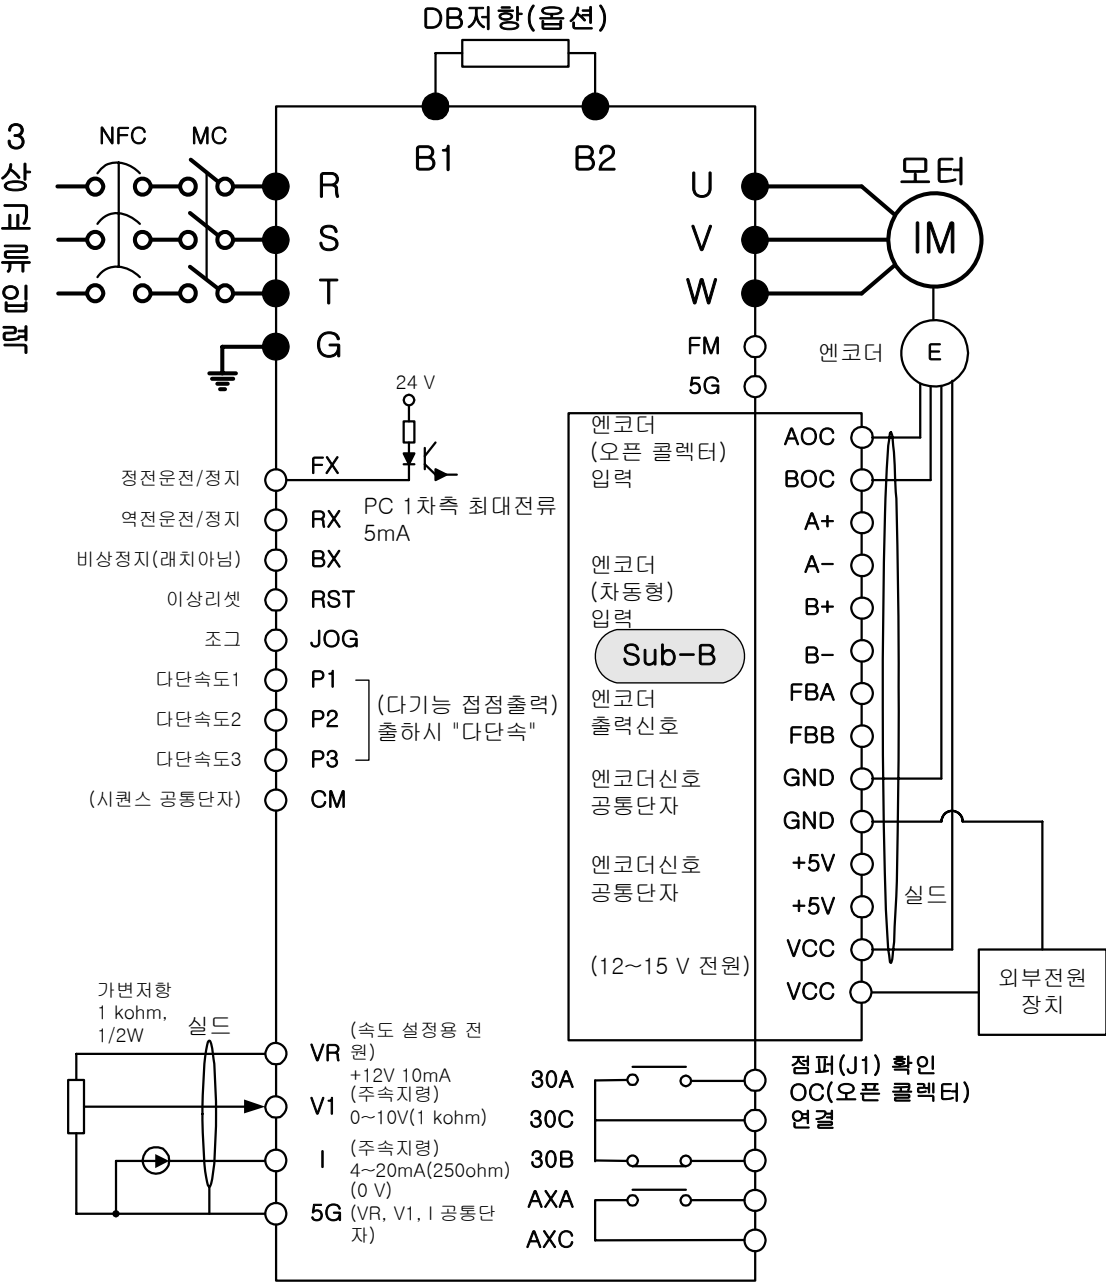 DB저항(옵션)
B1
B2
3상교류입력
NFC
MC
R
S
T
G
U
V
W
모터
IM
FM
5G
엔코더
E
24 V
정전운전/정지
FX
역전운전/정지
RX
PC 1차측 최대전류
5mA
비상정지(래치아님)
BX
이상리셋
RST
조그
JOG
다단속도1
P1
다단속도2
P2
다단속도3
P3
(다기능 접점출력)
출하시 "다단속"
(시퀀스 공통단자)
CM
엔코더
(오픈 콜렉터)
입력
AOC
BOC
A+
A-
엔코더
(차동형)
입력
B+
B-
Sub-B
엔코더
출력신호
FBA
FBB
엔코더신호
공통단자
GND
GND
엔코더신호
공통단자
+5V
+5V
실드
(12~15 V 전원)
VCC
VCC
외부전원
장치
가변저항
1 kohm,
1/2W
실드
VR
(속도 설정용 전
원)
+12V 10mA
V1
(주속지령)
0~10V(1 kohm)
I
(주속지령)
4~20mA(250ohm)
(0 V)
5G
(VR, V1, I 공통단
자)
30A
30C
30B
AXA
AXC
점퍼(J1) 확인
OC(오픈 콜렉터)
연결